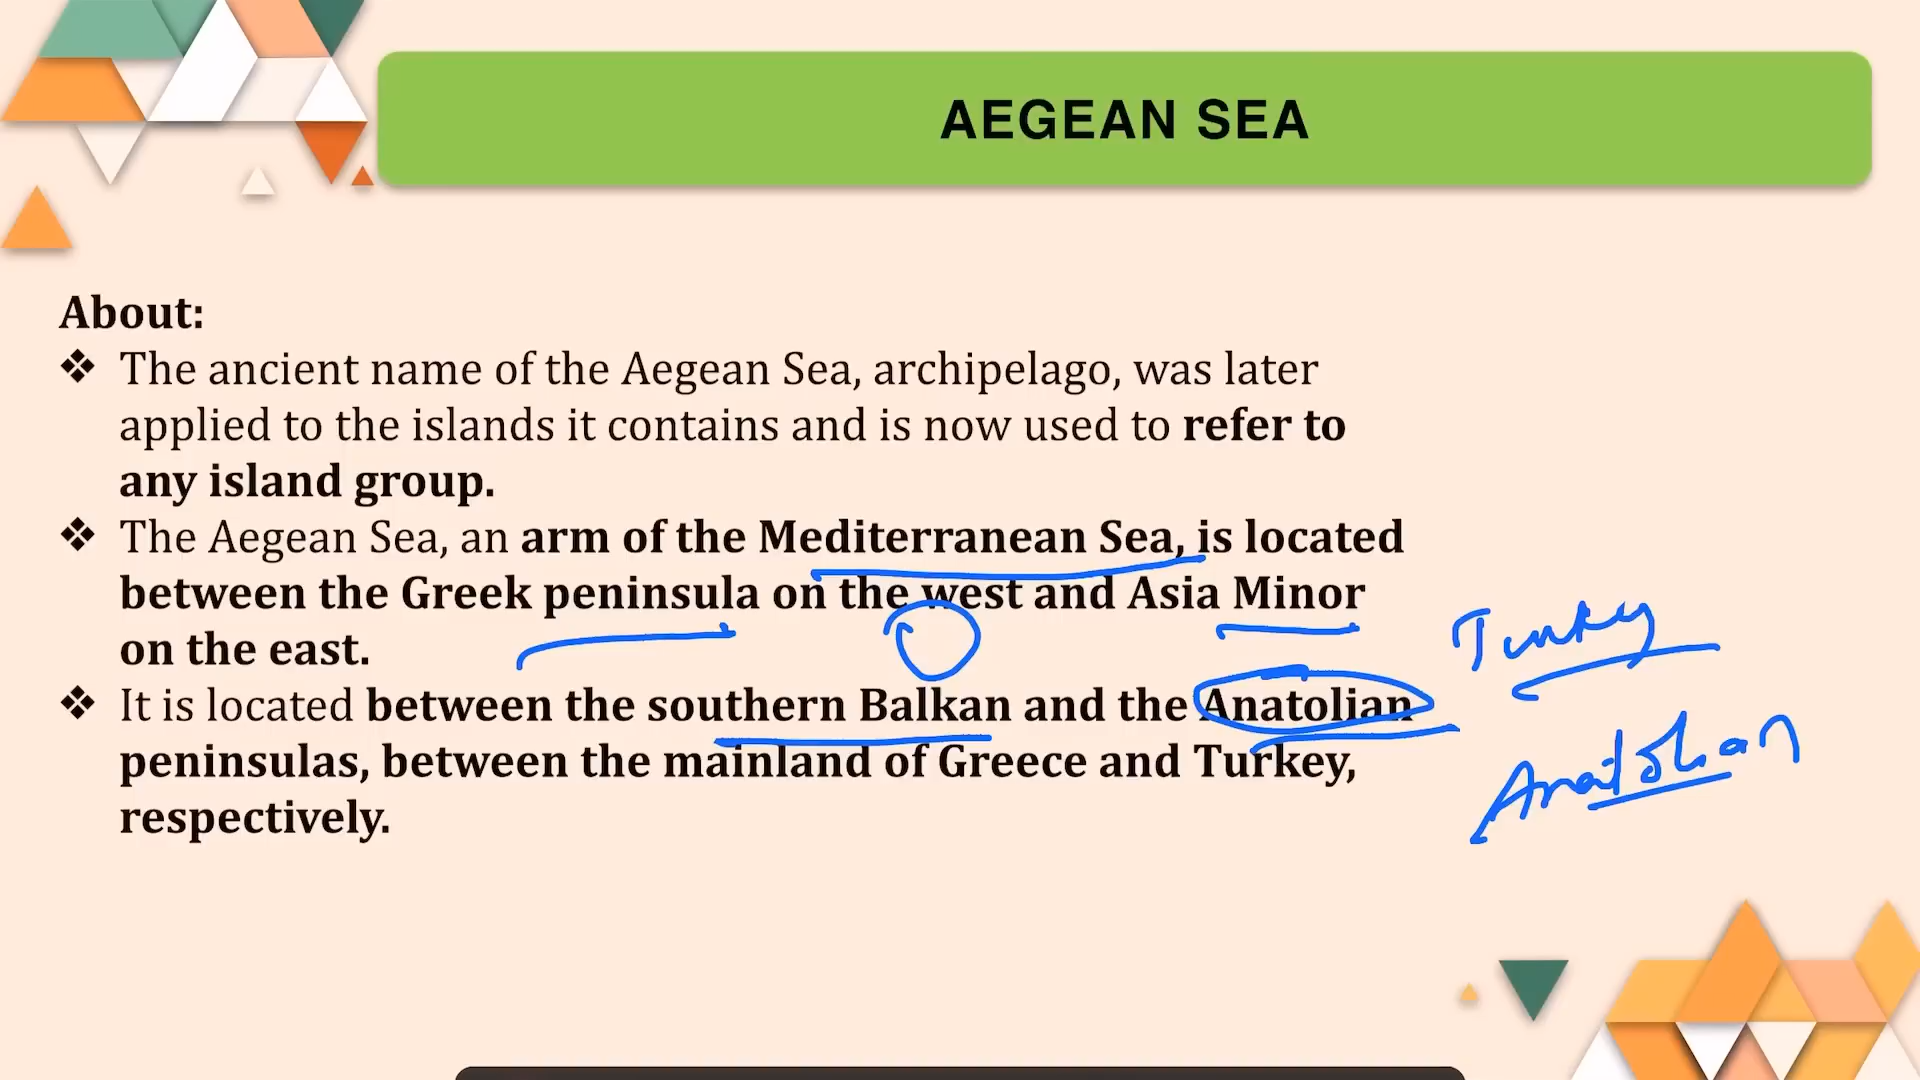 AEGEAN SEA
About:
❖ The ancient name of the Aegean Sea, archipelago, was later
applied to the islands it contains and is now used to refer to
any island group.
❖ The Aegean Sea, an arm of the Mediterranean Sea, is located
between the Greek peninsula on the west and Asia Minor
on the east.
❖ It is located between the southern Balkan and the Anatolian
peninsulas, between the mainland of Greece and Turkey,
respectively.
Turkey
Anatolian